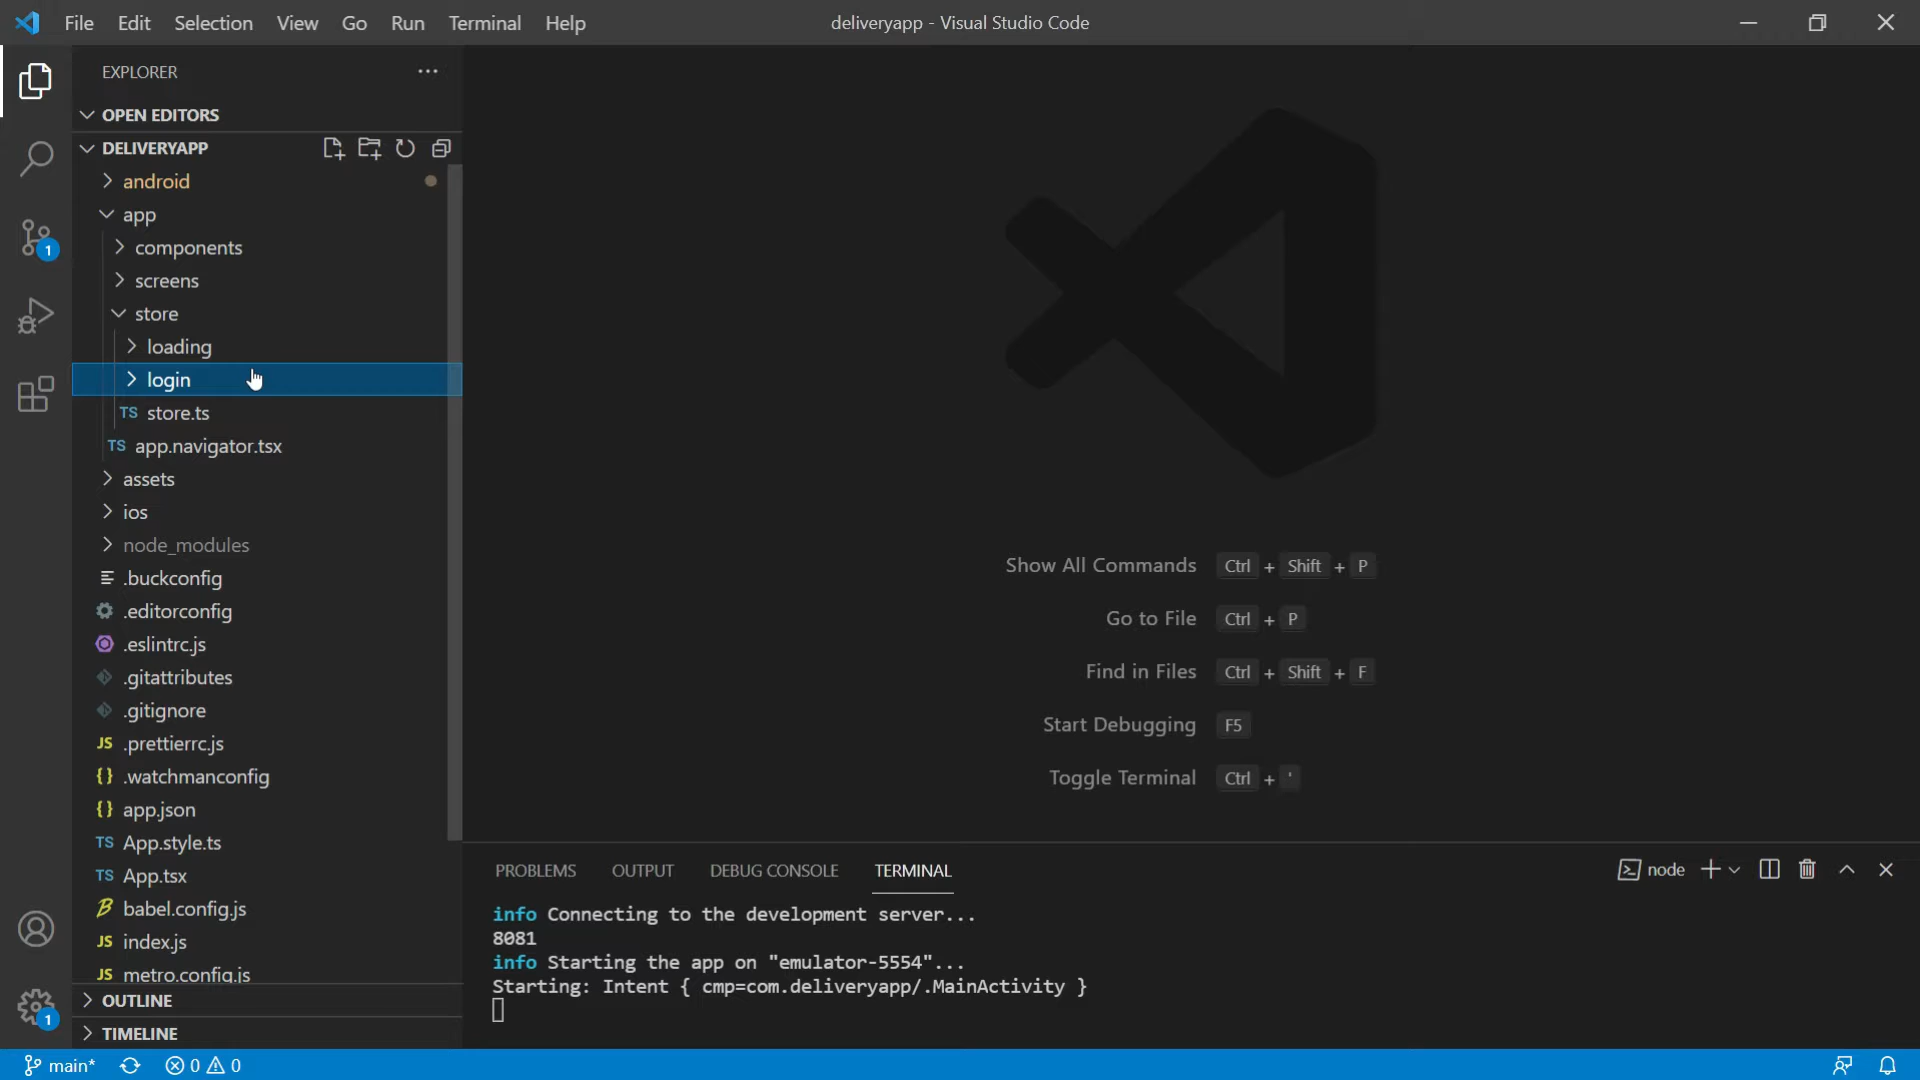 File Edit Selection View Go Run Terminal Help
deliveryapp - Visual Studio Code
EXPLORER
OPEN EDITORS
DELIVERYAPP
android
app
components
screens
store
loading
login
TS store.ts
TS app.navigator.tsx
assets
ios
node_modules
.buckconfig
.editorconfig
.eslintrc.js
.gitattributes
.gitignore
JS .prettierrc.js
{} .watchmanconfig
{} app.json
TS App.style.ts
TS App.tsx
babel.config.js
JS index.js
JS metro.config.js
OUTLINE
TIMELINE
1
1
Show All Commands Ctrl + Shift + P
Go to File Ctrl + P
Find in Files Ctrl + Shift + F
Start Debugging F5
Toggle Terminal Ctrl + '
PROBLEMS OUTPUT DEBUG CONSOLE TERMINAL
node
info Connecting to the development server...
8081
info Starting the app on "emulator-5554"...
Starting: Intent { cmp=com.deliveryapp/.MainActivity }
main* 0 0